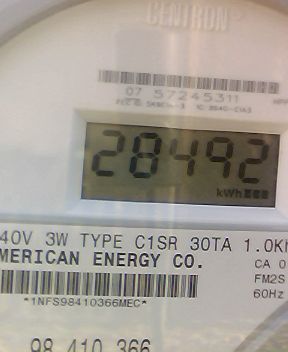 CENTRON
07 57245311
28492
kWh
40V 3W TYPE C1SR 30TA 1.0Kh
MERICAN ENERGY CO.
CA 0
FM2S
60Hz
*1NFS98410366MEC*
98 410 366